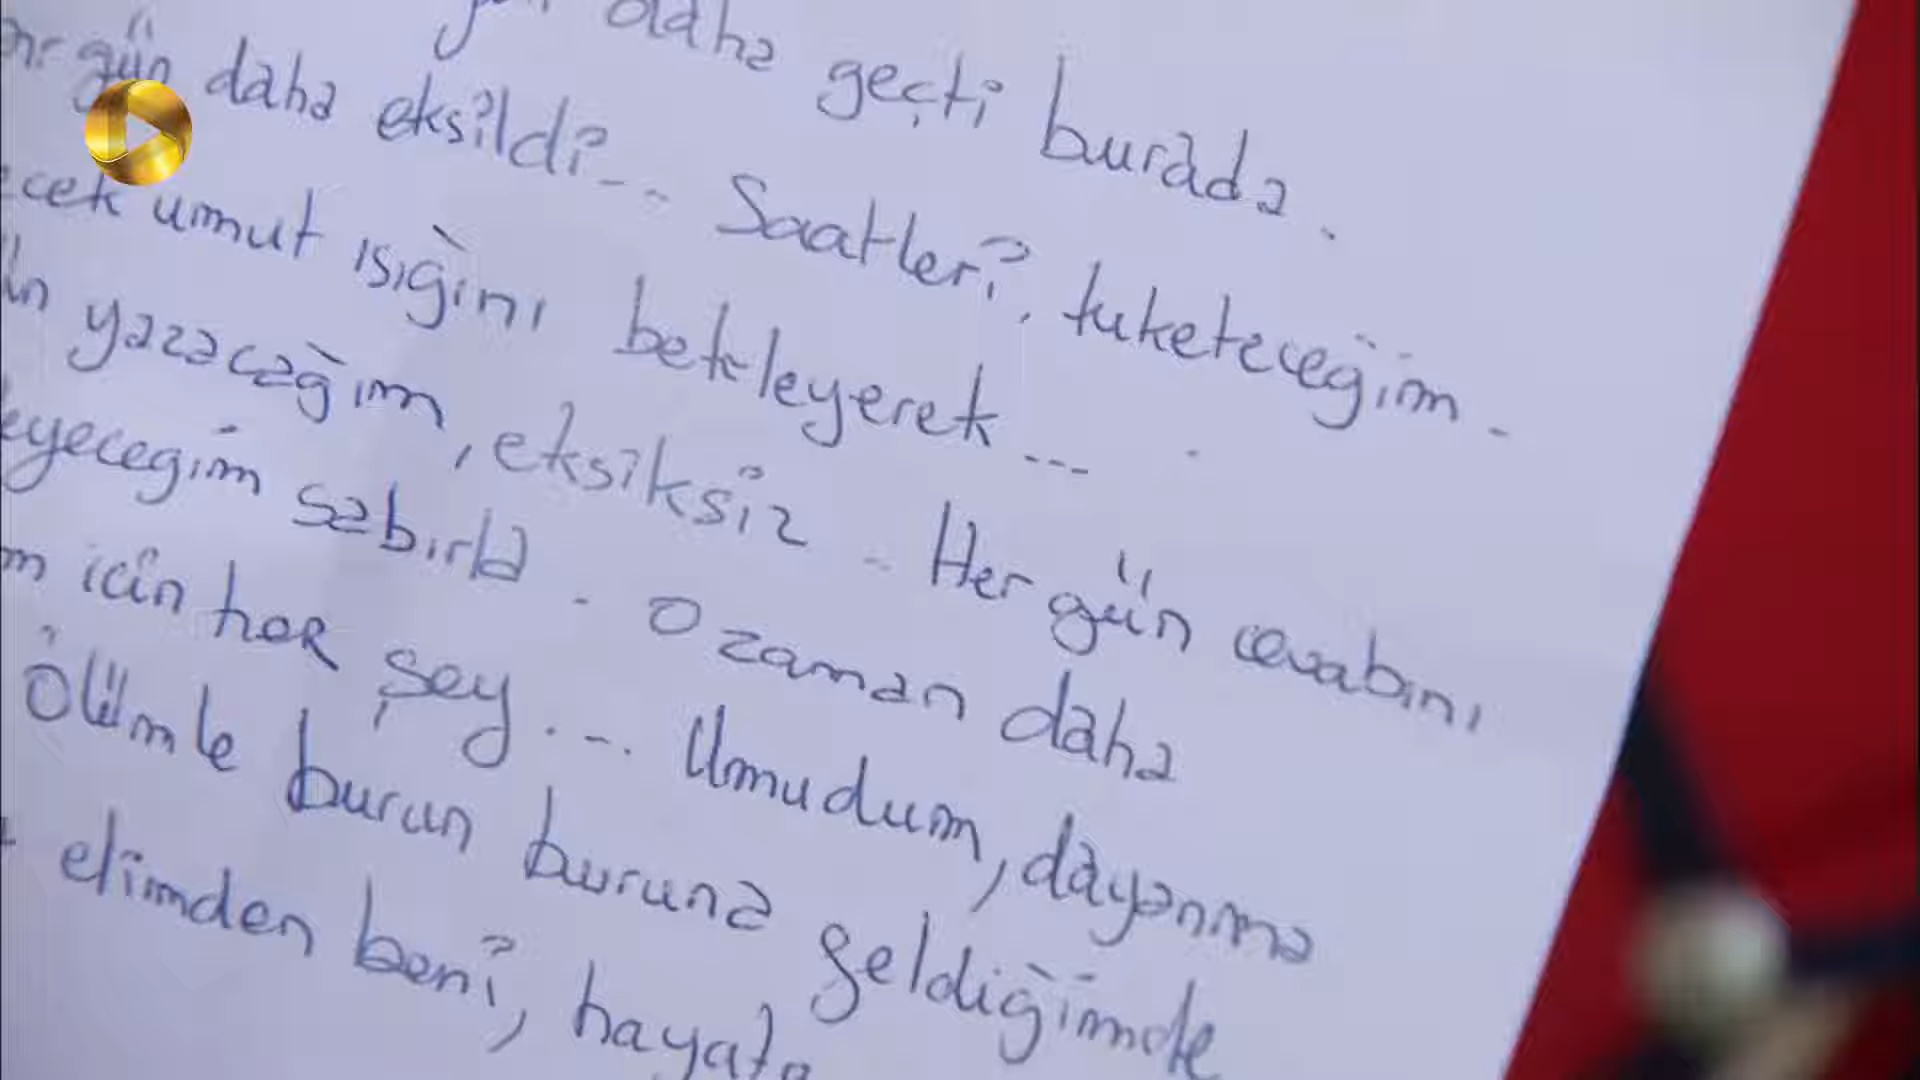 daha geçti burada.
gün daha eksildi... Saatleri, tüketeceğim.
umut ışığını bekleyerek...
yazacağım, eksiksiz.. Her gün cevabını
sabırla. O zaman daha
için her şey.... Umudum, dayanma
Ölümle burun buruna geldiğimde
elimden beni, hayata